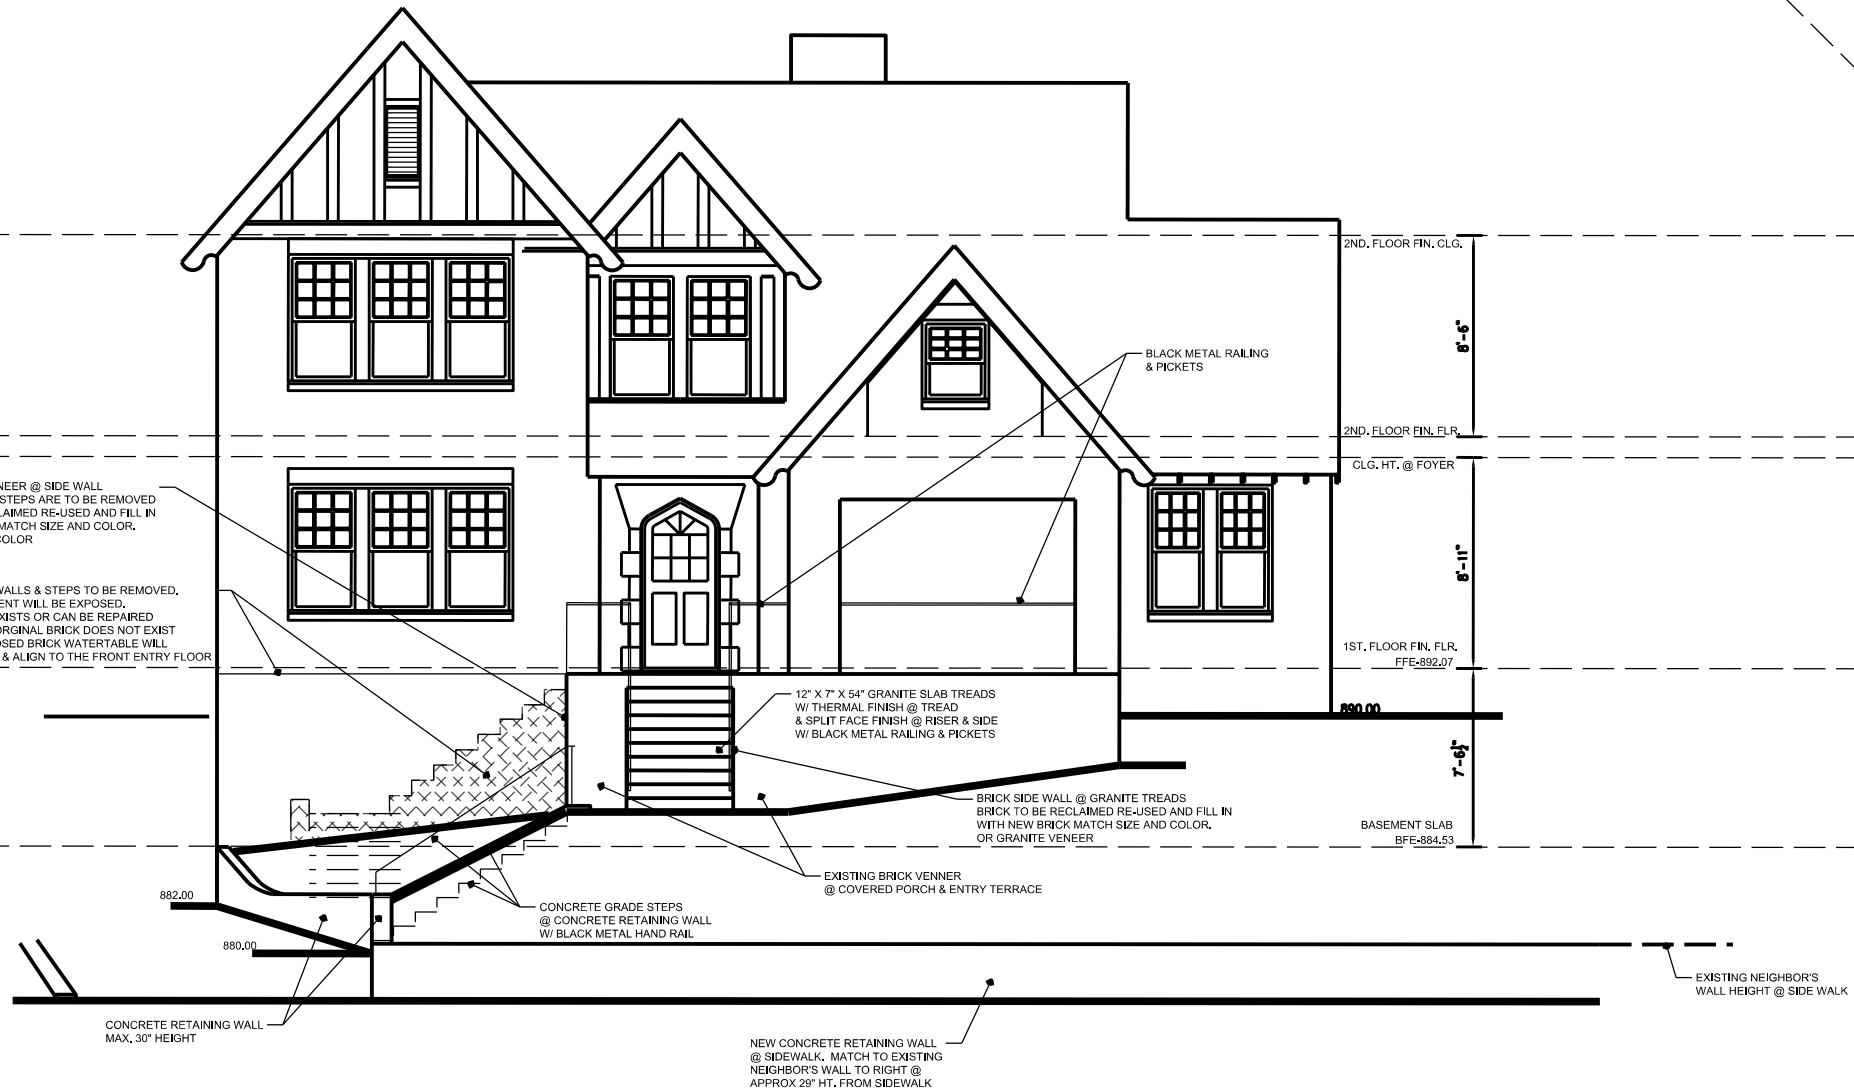 2ND. FLOOR FIN. CLG.
8'-6"
BLACK METAL RAILING
& PICKETS
2ND. FLOOR FIN. FLR.
CLG. HT. @ FOYER
NEER @ SIDE WALL
STEPS ARE TO BE REMOVED
LAIMED RE-USED AND FILL IN
MATCH SIZE AND COLOR.
COLOR
8'-11"
WALLS & STEPS TO BE REMOVED.
ENT WILL BE EXPOSED.
XISTS OR CAN BE REPAIRED
ORGINAL BRICK DOES NOT EXIST
OSED BRICK WATERTABLE WILL
& ALIGN TO THE FRONT ENTRY FLOOR
1ST. FLOOR FIN. FLR.
FFE-892.07
12" X 7" X 54" GRANITE SLAB TREADS
W/ THERMAL FINISH @ TREAD
& SPLIT FACE FINISH @ RISER & SIDE
W/ BLACK METAL RAILING & PICKETS
890.00
7'-6½"
BRICK SIDE WALL @ GRANITE TREADS
BRICK TO BE RECLAIMED RE-USED AND FILL IN
WITH NEW BRICK MATCH SIZE AND COLOR.
OR GRANITE VENEER
BASEMENT SLAB
BFE-884.53
EXISTING BRICK VENNER
@ COVERED PORCH & ENTRY TERRACE
882.00
CONCRETE GRADE STEPS
@ CONCRETE RETAINING WALL
W/ BLACK METAL HAND RAIL
880.00
EXISTING NEIGHBOR'S
WALL HEIGHT @ SIDE WALK
CONCRETE RETAINING WALL
MAX. 30" HEIGHT
NEW CONCRETE RETAINING WALL
@ SIDEWALK. MATCH TO EXISTING
NEIGHBOR'S WALL TO RIGHT @
APPROX 29" HT. FROM SIDEWALK